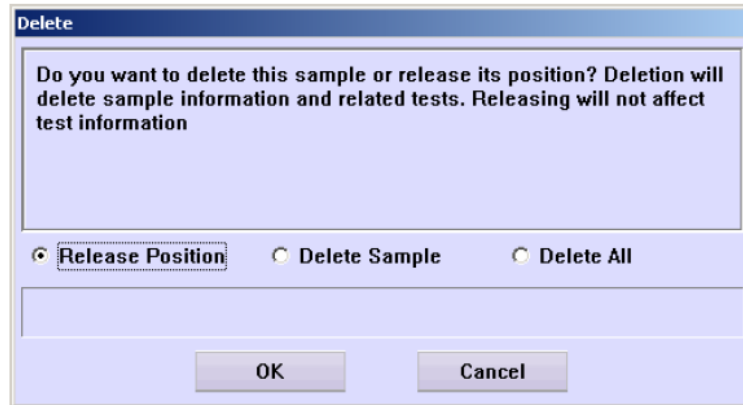 Delete
Do you want to delete this sample or release its position? Deletion will
delete sample information and related tests. Releasing will not affect
test information
Release Position Delete Sample Delete All
OK Cancel